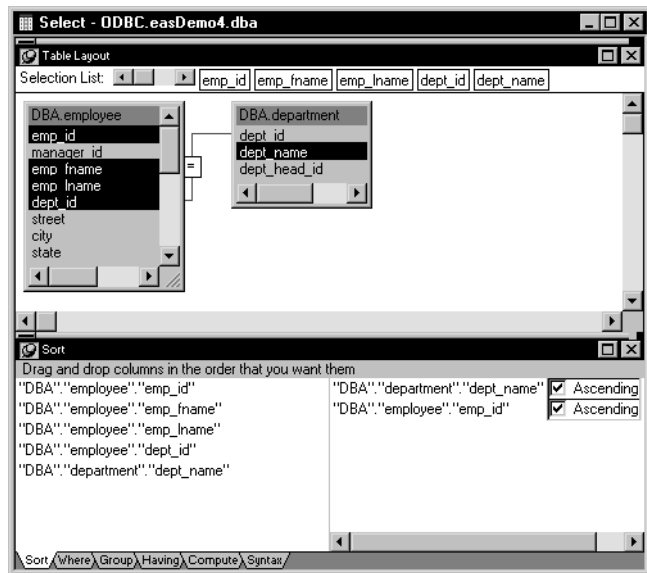 Select - ODBC.easDemo4.dba
Table Layout
Selection List: emp_id emp_fname emp_lname dept_id dept_name
DBA.employee
emp_id
manager_id
emp_fname
emp_lname
dept_id
street
city
state
=
DBA.department
dept_id
dept_name
dept_head_id
Sort
Drag and drop columns in the order that you want them
"DBA"."employee"."emp_id"
"DBA"."employee"."emp_fname"
"DBA"."employee"."emp_lname"
"DBA"."employee"."dept_id"
"DBA"."department"."dept_name"
"DBA"."department"."dept_name" Ascending
"DBA"."employee"."emp_id" Ascending
Sort Where Group Having Compute Syntax